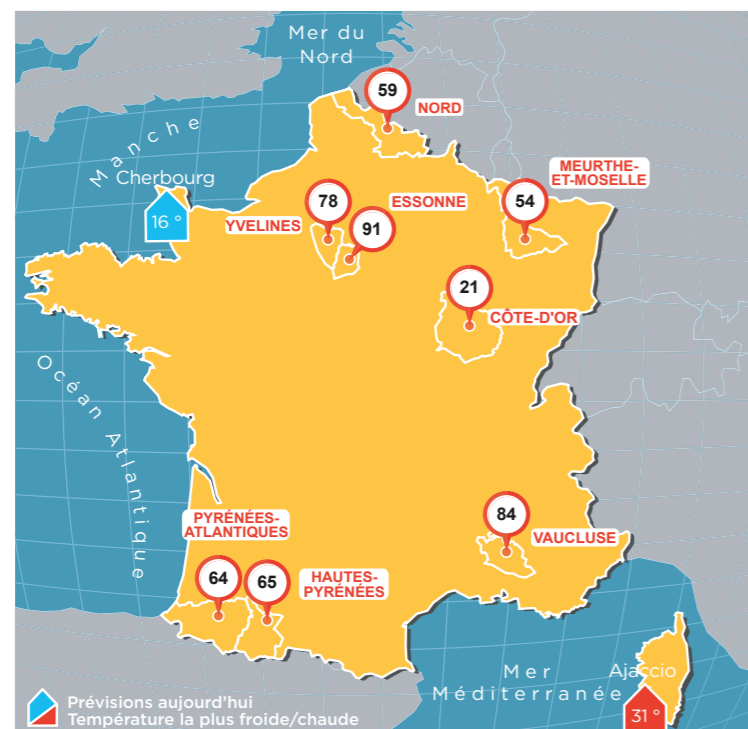 Mer du
Nord
59
NORD
Manche
Cherbourg
16 °
MEURTHE-
ET-MOSELLE
54
78
YVELINES
ESSONNE
91
21
CÔTE-D'OR
Océan Atlantique
PYRÉNÉES-
ATLANTIQUES
64
65
HAUTES-
PYRÉNÉES
84
VAUCLUSE
Mer
Méditerranée
Ajaccio
31 °
Prévisions aujourd'hui
Température la plus froide/chaude